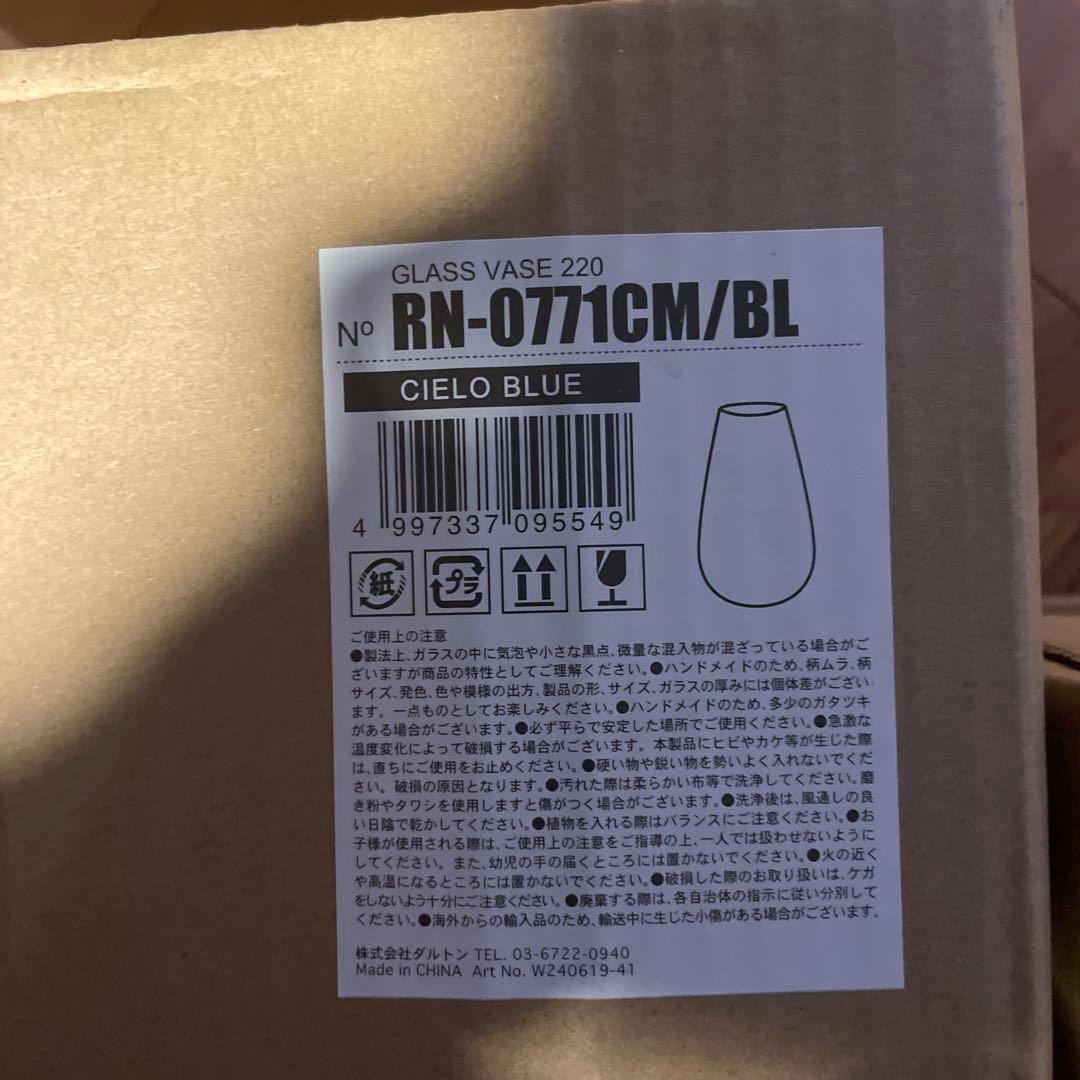 GLASS VASE 220
Nº RN-0771CM/BL
CIELO BLUE
4 997337 095549
紙 プラ
ご使用上の注意
●製法上、ガラスの中に気泡や小さな黒点、微量な混入物が混ざっている場合がご
ざいますが商品の特性としてご理解ください。●ハンドメイドのため、柄ムラ、柄
サイズ、発色、色や模様の出方、製品の形、サイズ、ガラスの厚みには個体差がござい
ます。一点ものとしてお楽しみください。●ハンドメイドのため、多少のガタツキ
がある場合がございます。●必ず平らで安定した場所でご使用ください。●急激な
温度変化によって破損する場合がございます。本製品にヒビやカケ等が生じた際
は、直ちにご使用をお止めください。●硬い物や鋭い物を勢いよく入れないでくだ
さい。破損の原因となります。●汚れた際は柔らかい布等で洗浄してください。磨
き粉やタワシを使用しますと傷がつく場合がございます。●洗浄後は、風通しの良
い日陰で乾かしてください。●植物を入れる際はバランスにご注意ください。●お
子様が使用される際は、ご使用上の注意をご指導の上、一人では扱わせないように
してください。また、幼児の手の届くところには置かないでください。●火の近く
や高温になるところには置かないでください。●破損した際のお取り扱いは、ケガ
をしないよう十分にご注意ください。●廃棄する際は、各自治体の指示に従い分別して
ください。●海外からの輸入品のため、輸送中に生じた小傷がある場合がございます。
株式会社ダルトン TEL. 03-6722-0940
Made in CHINA Art No. W240619-41